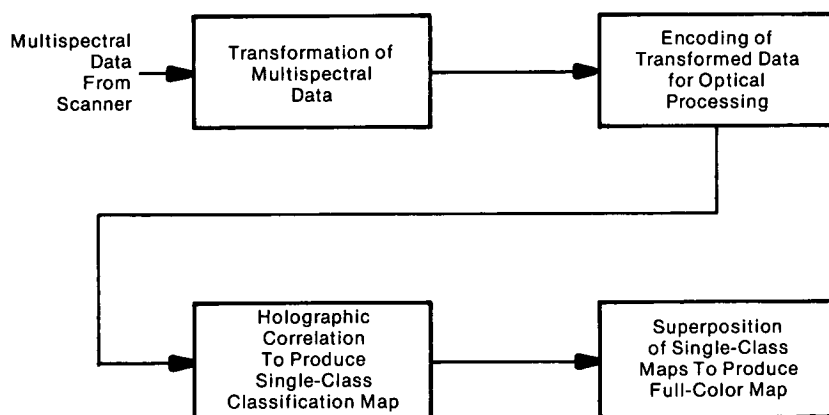 Multispectral
Data
From
Scanner
Transformation of
Multispectral
Data
Encoding of
Transformed Data
for Optical
Processing
Holographic
Correlation
To Produce
Single-Class
Classification Map
Superposition
of Single-Class
Maps To Produce
Full-Color Map